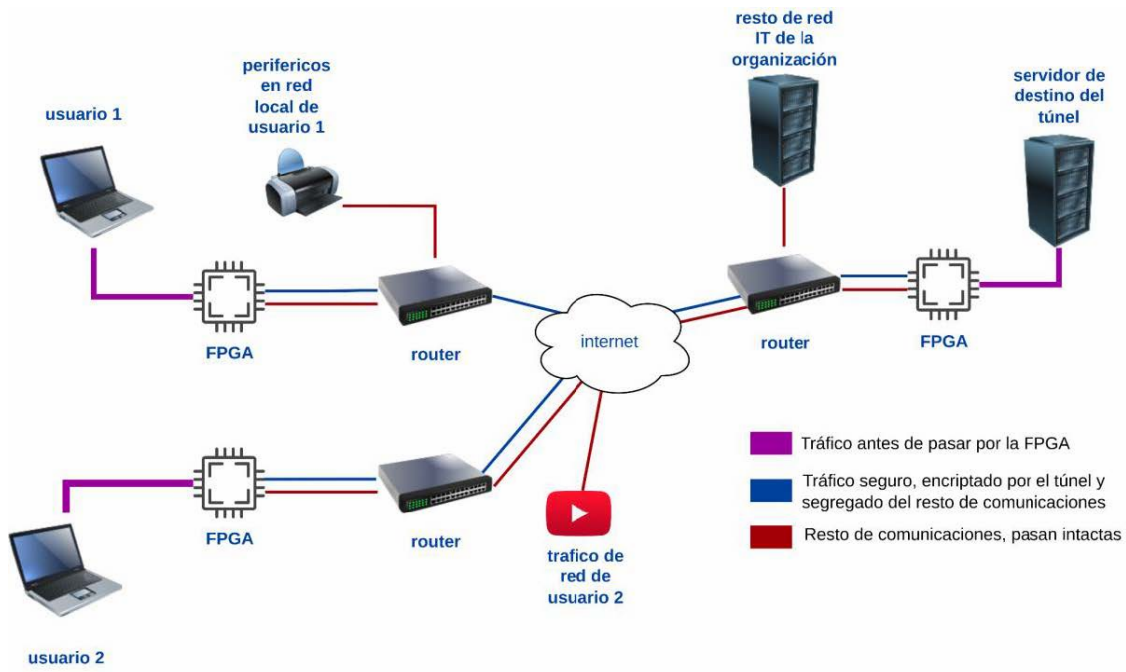 resto de red
IT de la
organización
perifericos
en red
local de
usuario 1
servidor de
destino del
túnel
usuario 1
FPGA
router
internet
router
FPGA
Tráfico antes de pasar por la FPGA
Tráfico seguro, encriptado por el túnel y
segregado del resto de comunicaciones
Resto de comunicaciones, pasan intactas
FPGA
router
trafico de
red de
usuario 2
usuario 2